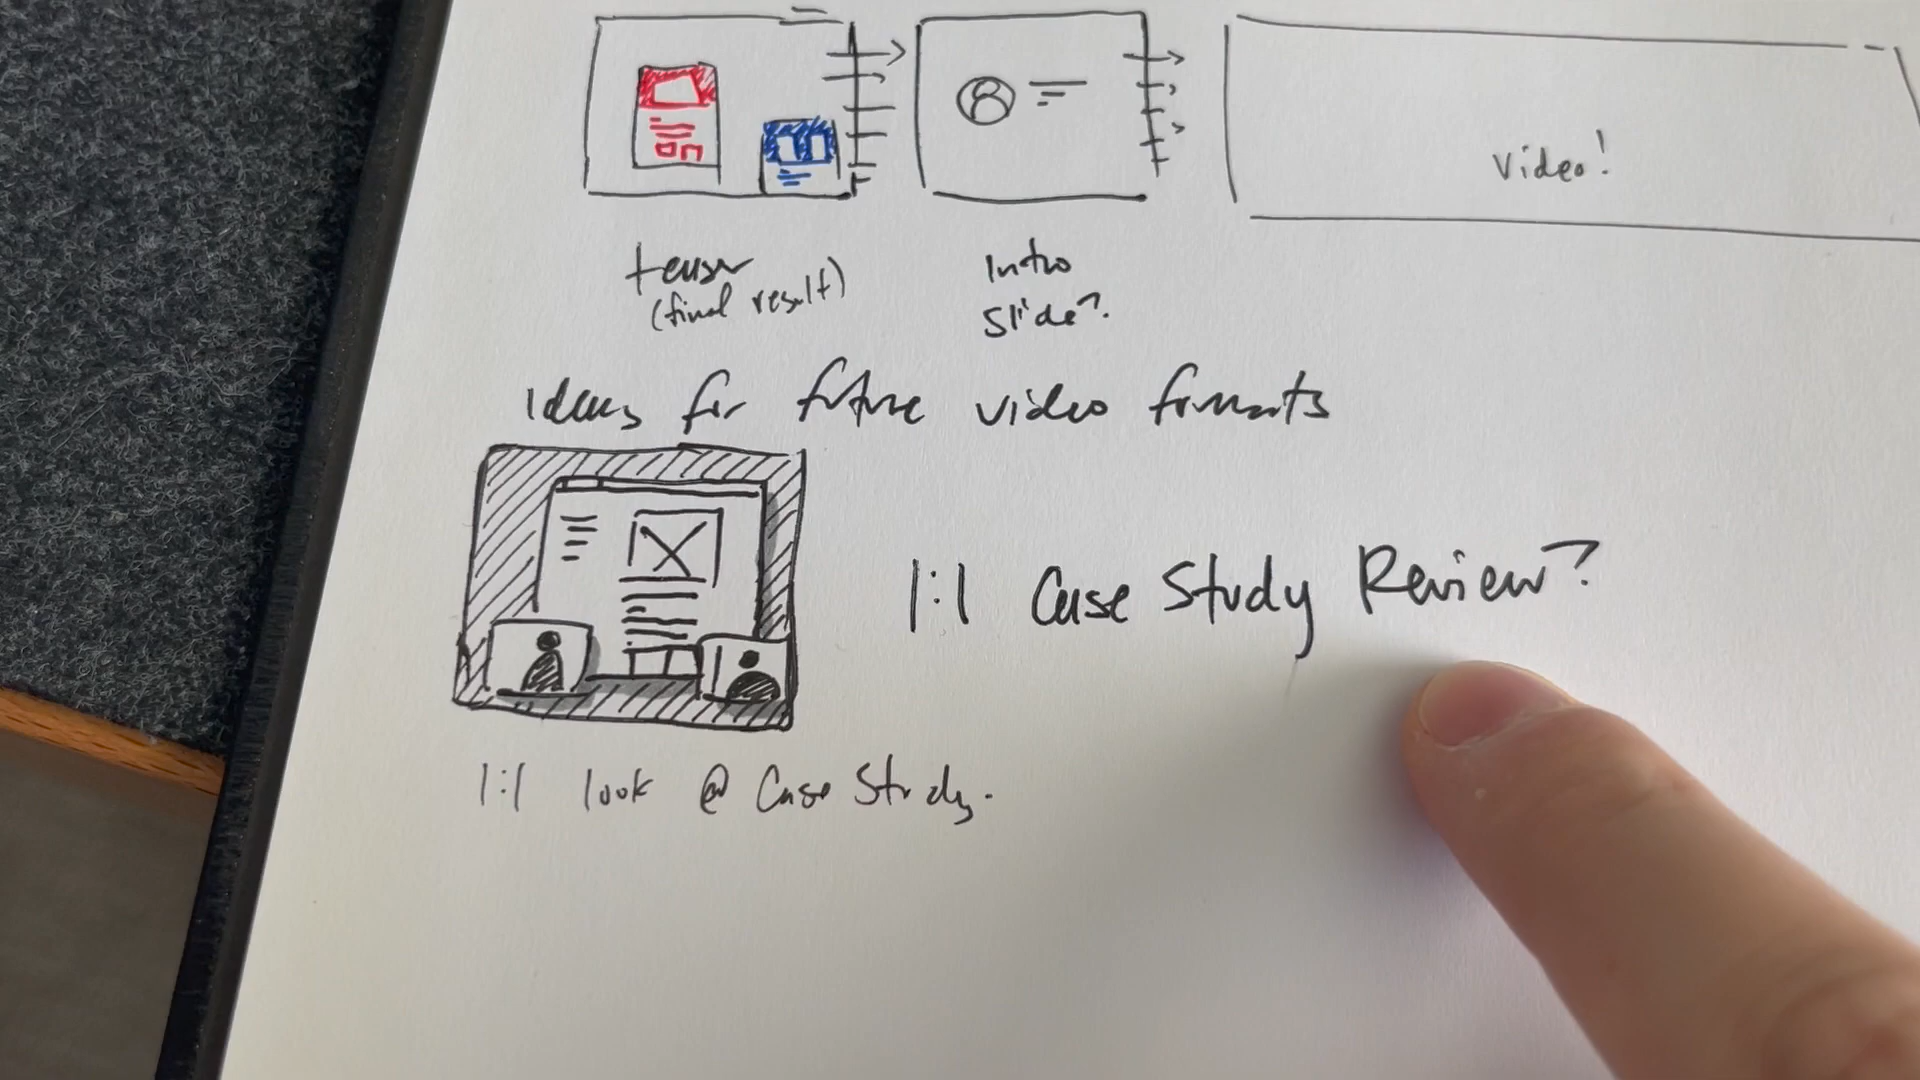 Video!
teaser
(final result)
Intro
Slide?
Ideas for future video formats
1:1 Case Study Review?
1:1 look @ Case Study.